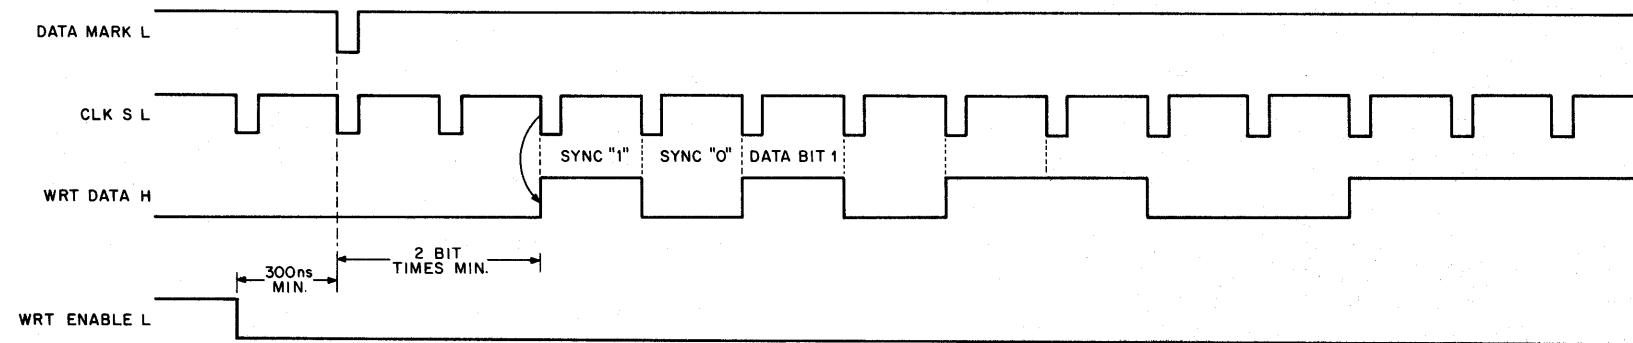 DATA MARK L
CLK S L
SYNC "1" SYNC "0" DATA BIT 1
WRT DATA H
2 BIT
TIMES MIN.
300ns
MIN.
WRT ENABLE L